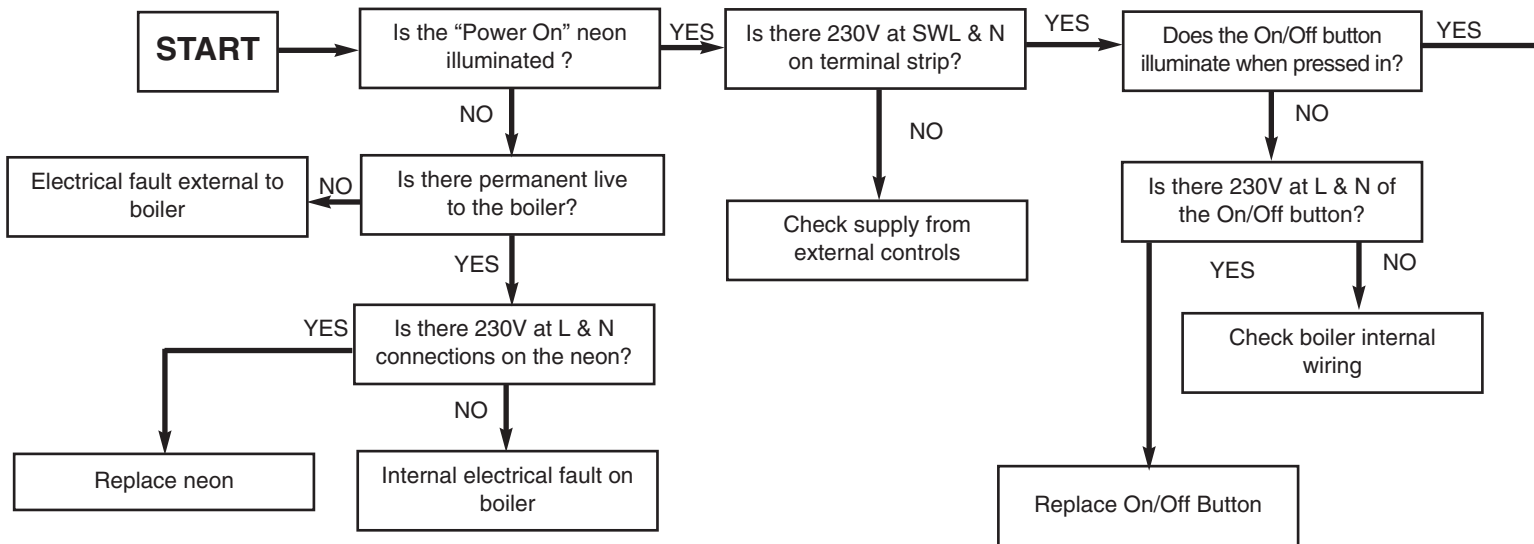 START
Is the “Power On” neon
illuminated ?
YES
Is there 230V at SWL & N
on terminal strip?
YES
Does the On/Off button
illuminate when pressed in?
YES
NO
NO
NO
Electrical fault external to
boiler
NO
Is there permanent live
to the boiler?
Check supply from
external controls
Is there 230V at L & N of
the On/Off button?
YES
YES
NO
YES
Is there 230V at L & N
connections on the neon?
Check boiler internal
wiring
NO
Replace neon
Internal electrical fault on
boiler
Replace On/Off Button